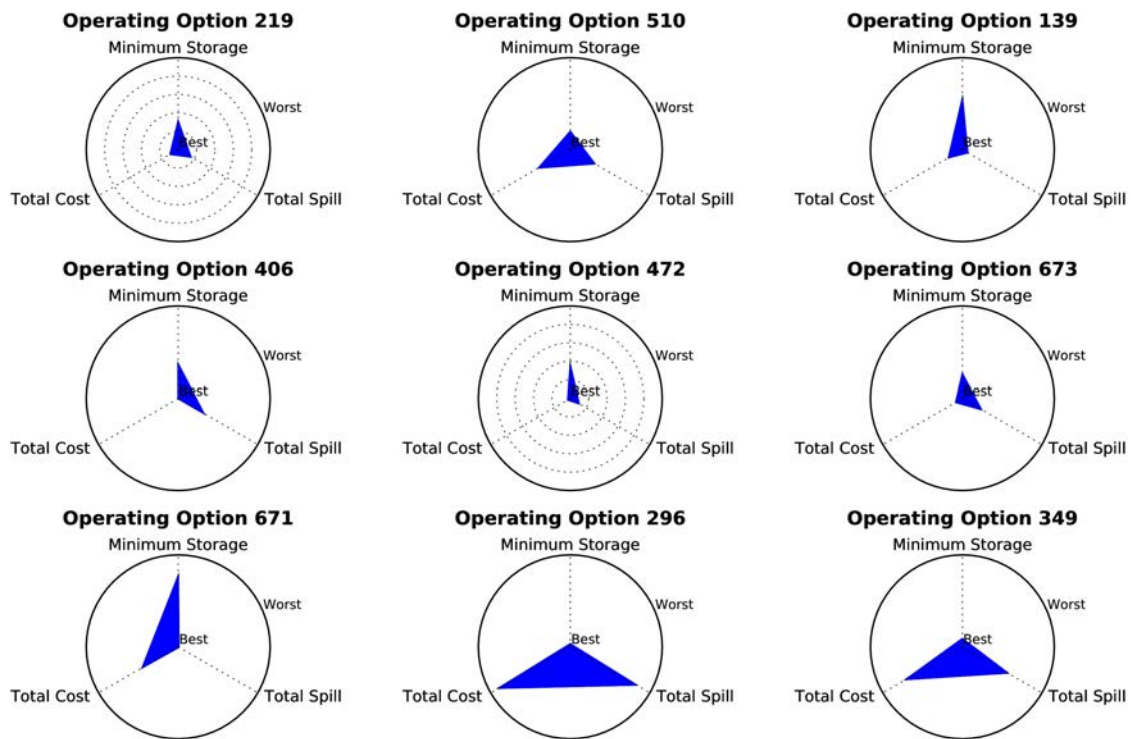 Operating Option 219
Minimum Storage
Worst
Best
Total Cost
Total Spill
Operating Option 510
Minimum Storage
Worst
Best
Total Cost
Total Spill
Operating Option 139
Minimum Storage
Worst
Best
Total Cost
Total Spill
Operating Option 406
Minimum Storage
Worst
Best
Total Cost
Total Spill
Operating Option 472
Minimum Storage
Worst
Best
Total Cost
Total Spill
Operating Option 673
Minimum Storage
Worst
Best
Total Cost
Total Spill
Operating Option 671
Minimum Storage
Worst
Best
Total Cost
Total Spill
Operating Option 296
Minimum Storage
Worst
Best
Total Cost
Total Spill
Operating Option 349
Minimum Storage
Worst
Best
Total Cost
Total Spill